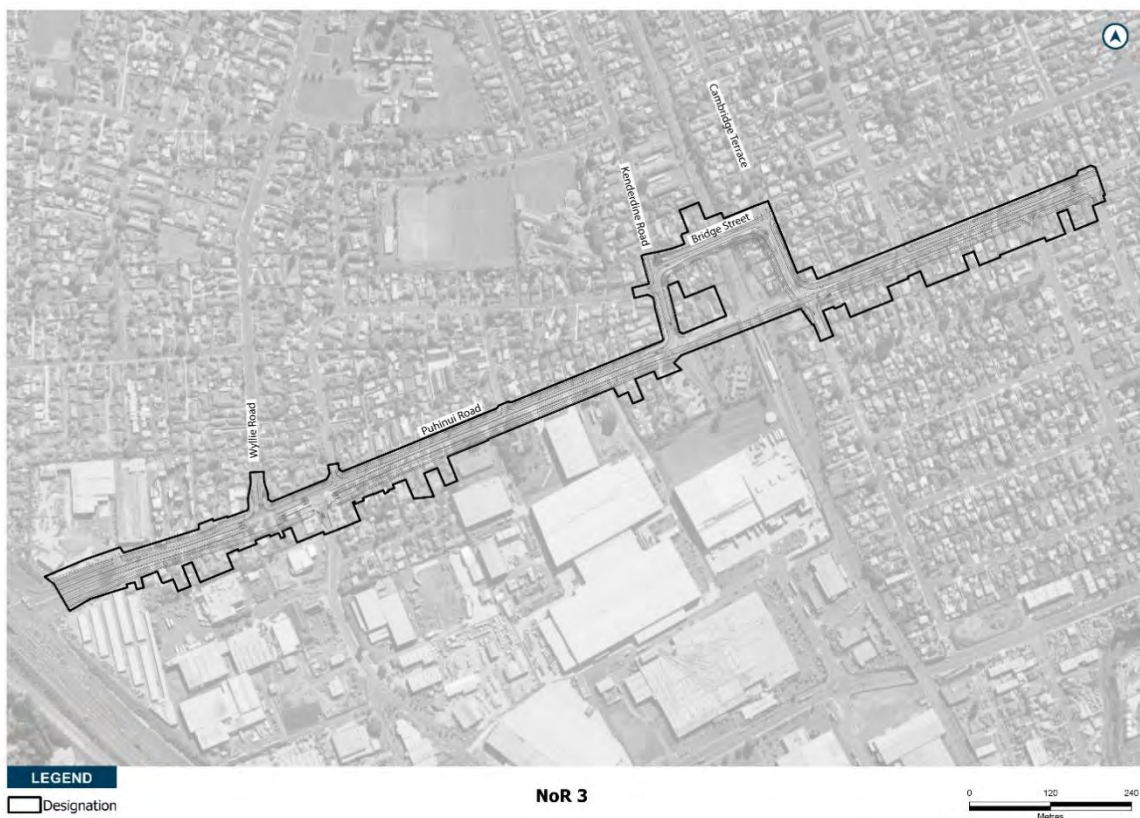 Cambridge Terrace
Kenderdine Road
Bridge Street
Puhinui Road
Wyllie Road
LEGEND
Designation
NoR 3
0 120 240
Metres